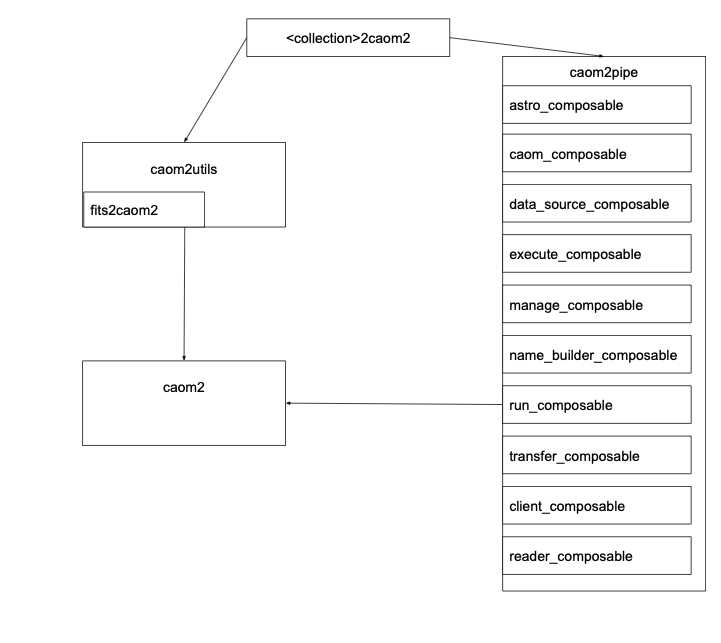 <collection>2caom2
caom2pipe
astro_composable
caom_composable
caom2utils
fits2caom2
data_source_composable
execute_composable
manage_composable
name_builder_composable
caom2
run_composable
transfer_composable
client_composable
reader_composable